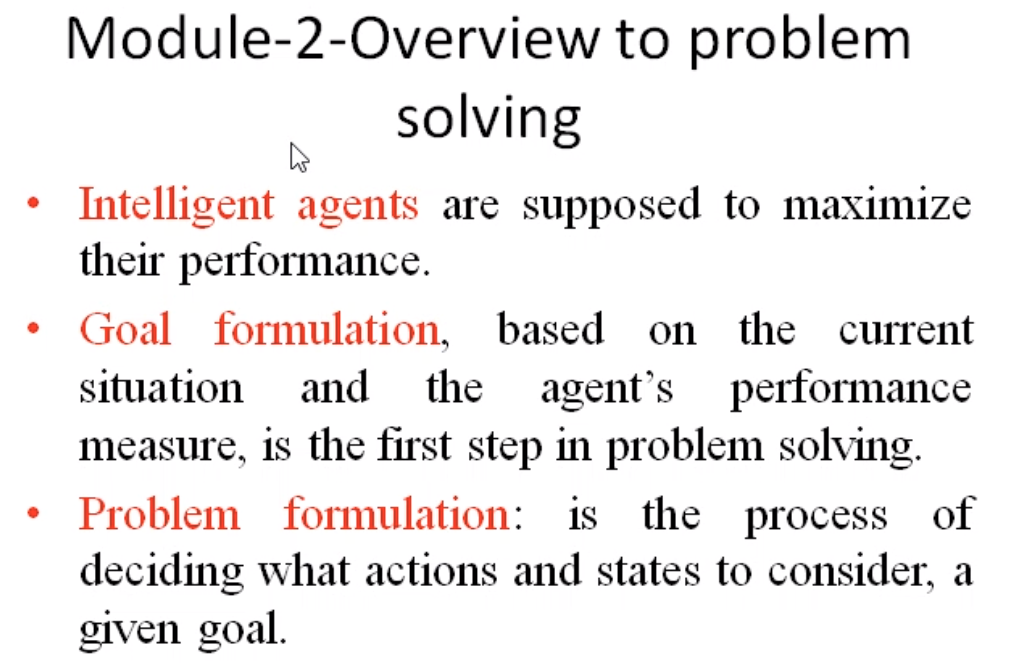 Module-2-Overview to problem
solving
• Intelligent agents are supposed to maximize
their performance.
• Goal formulation, based on the current
situation and the agent's performance
measure, is the first step in problem solving.
• Problem formulation: is the process of
deciding what actions and states to consider, a
given goal.